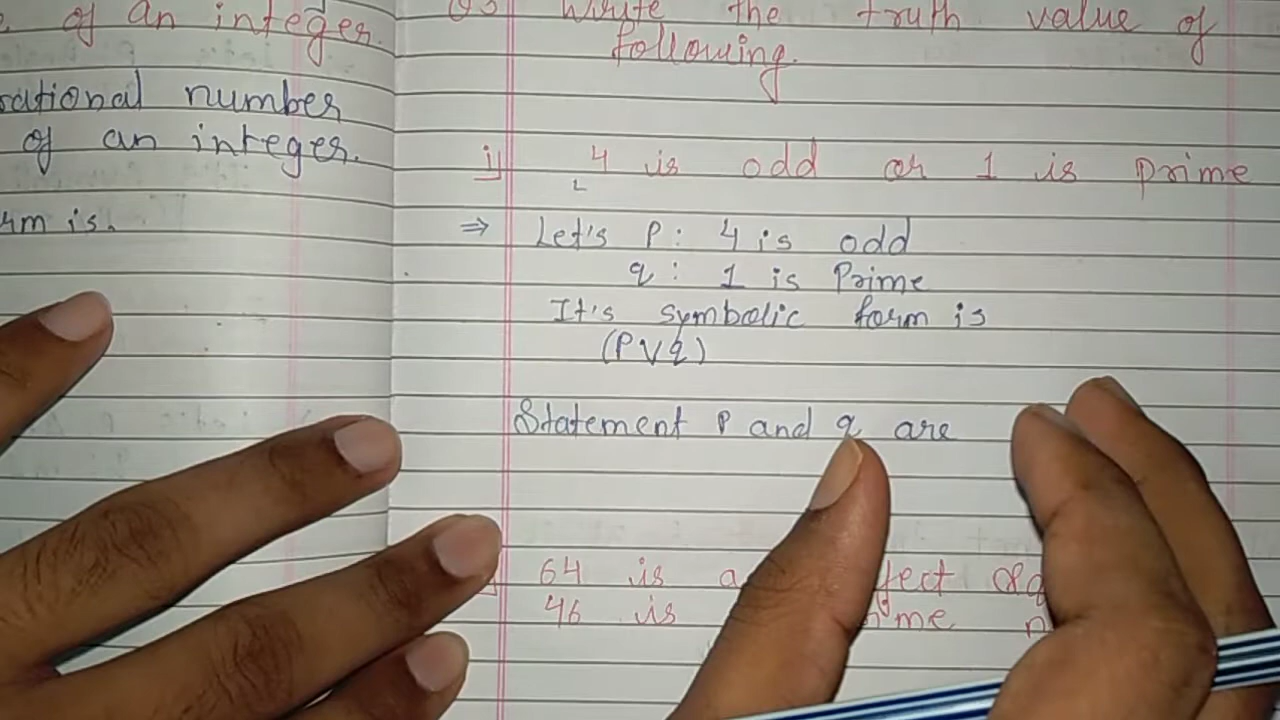 of an integer.
rational number
of an integer.
rm is.
Q3 Write the truth value of
following.
i) 4 is odd or 1 is prime
⇒ Let's P: 4 is odd
q: 1 is Prime
It's symbolic form is
(P∨q)
Statement P and q are
64 is a
46 is